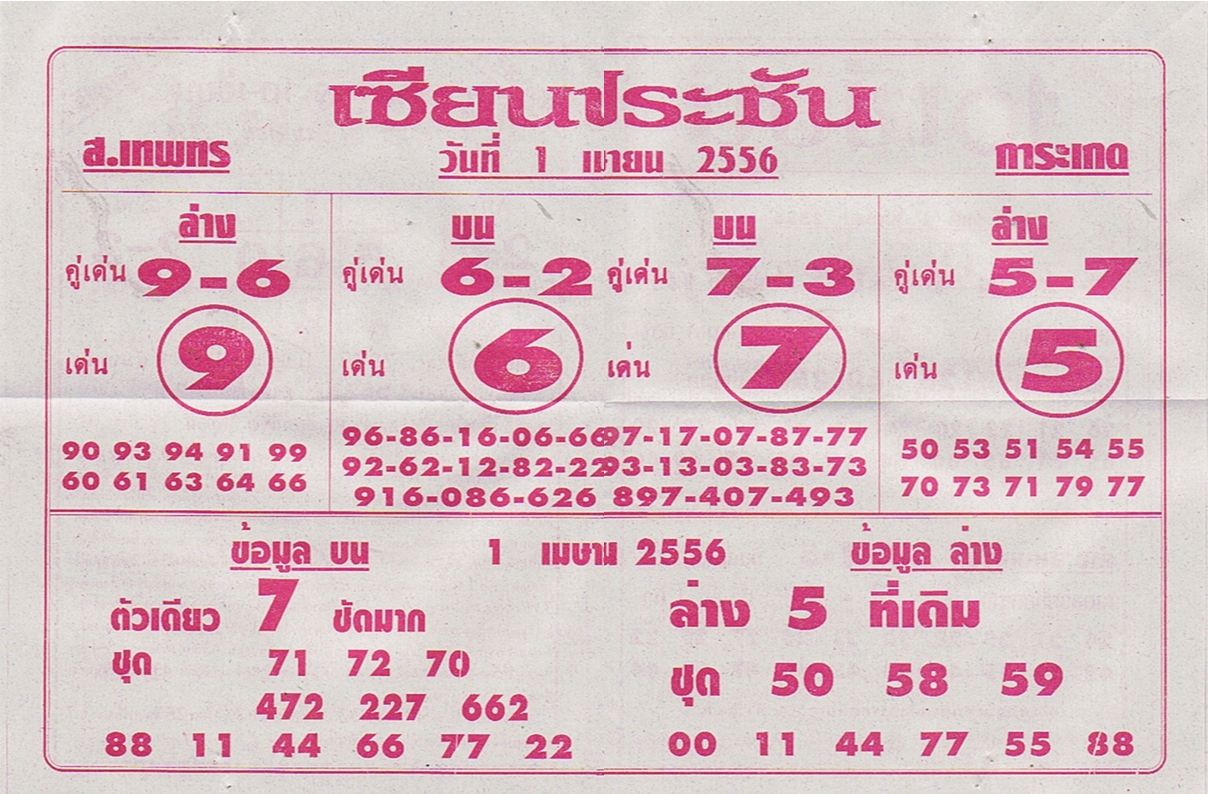 เซียนประชัน
ส.เทพทร วันที่ 1 เมายน 2556 การะเกด
ล่าง บน บน ล่าง
คู่เด่น 9-6 คู่เด่น 6-2 คู่เด่น 7-3 คู่เด่น 5-7
เด่น 9 เด่น 6 เด่น 7 เด่น 5
90 93 94 91 99
60 61 63 64 66
96-86-16-06-66
92-62-12-82-22
916-086-626
97-17-07-87-77
93-13-03-83-73
897-407-493
50 53 51 54 55
70 73 71 79 77
ข้อมูล บน 1 เมษาน 2556 ข้อมูล ล่าง
ตัวเดียว 7 ชัดมาก
ชุด 71 72 70
472 227 662
88 11 44 66 77 22
ล่าง 5 ที่เดิม
ชุด 50 58 59
00 11 44 77 55 88